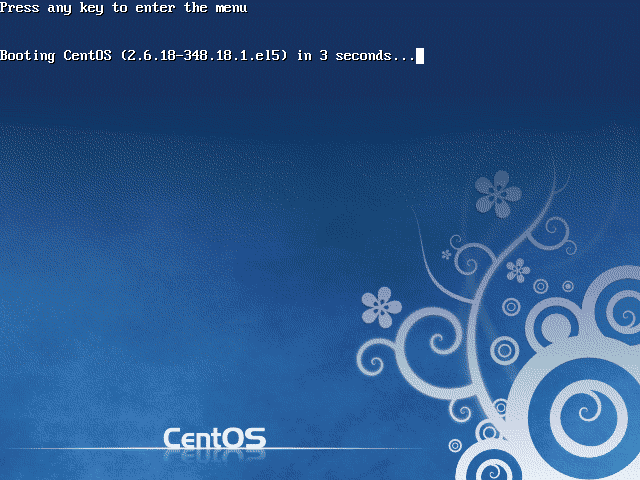 Press any key to enter the menu
Booting CentOS (2.6.18-348.18.1.el5) in 3 seconds...
CentOS